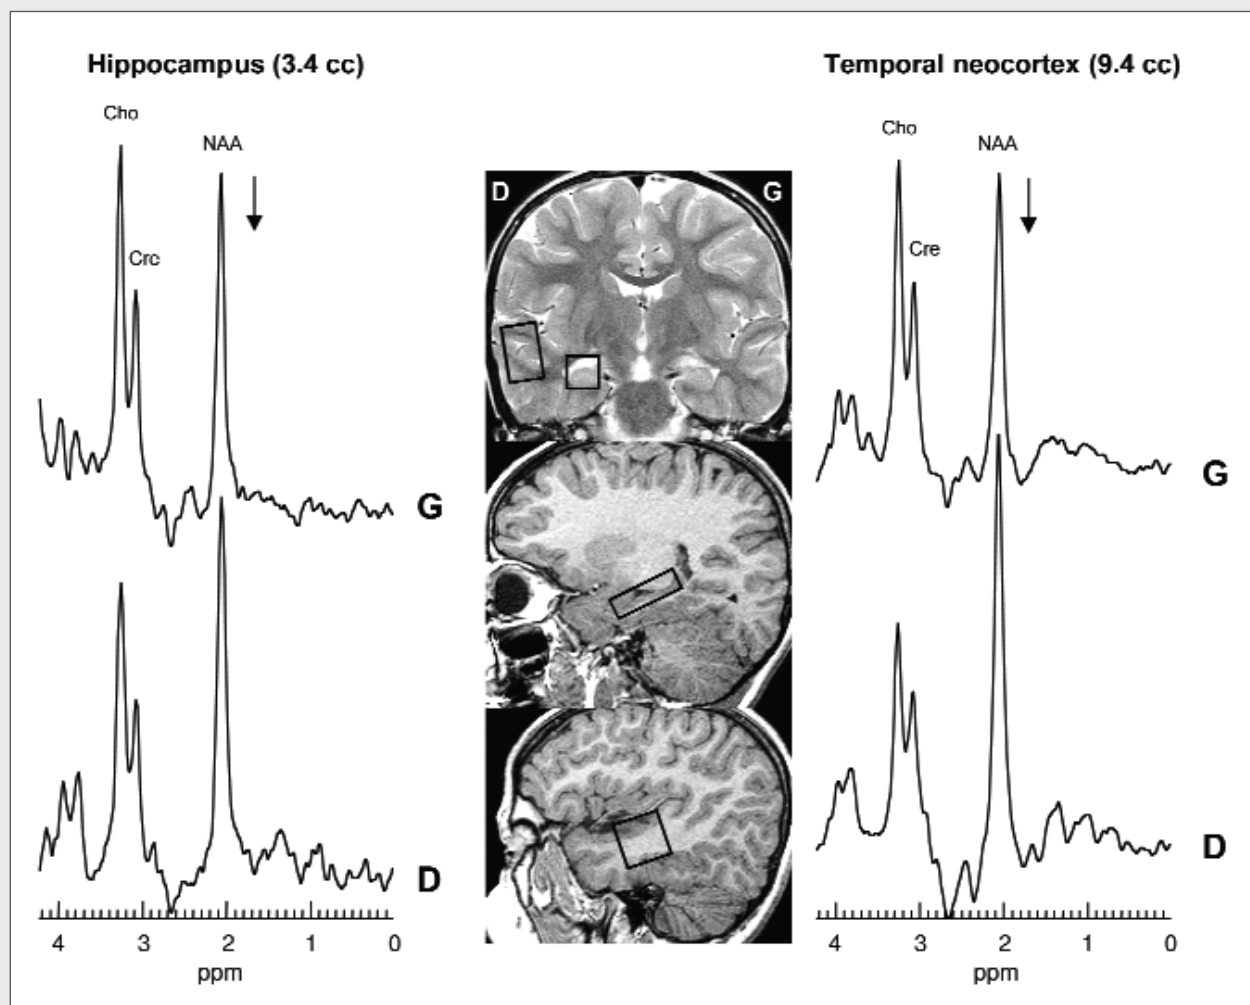 Hippocampus (3.4 cc)
Cho
NAA
Crc
G
D
4 3 2 1 0
ppm
D G
Temporal neocortex (9.4 cc)
Cho
NAA
Cre
G
D
4 3 2 1 0
ppm